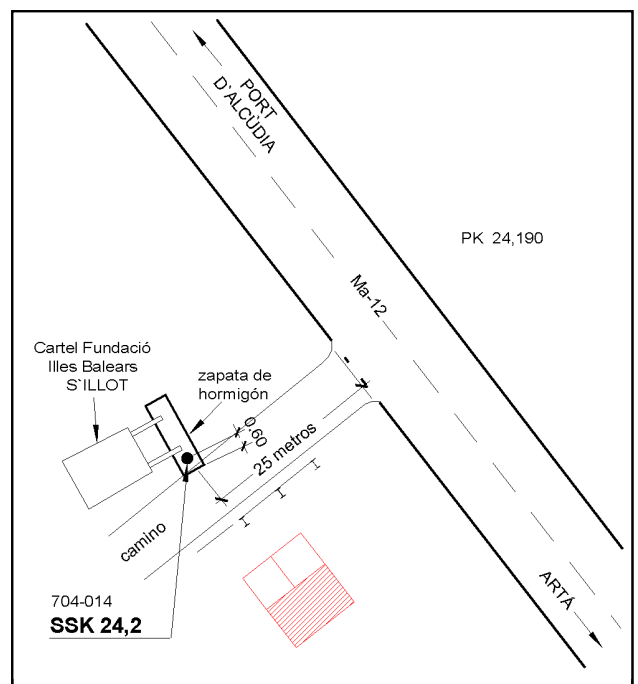 PORT
D`ALCÙDIA
PK 24,190
Ma-12
Cartel Fundació
Illes Balears
S`ILLOT
zapata de
hormigón
0.60
25 metros
camino
ARTÁ
704-014
SSK 24,2